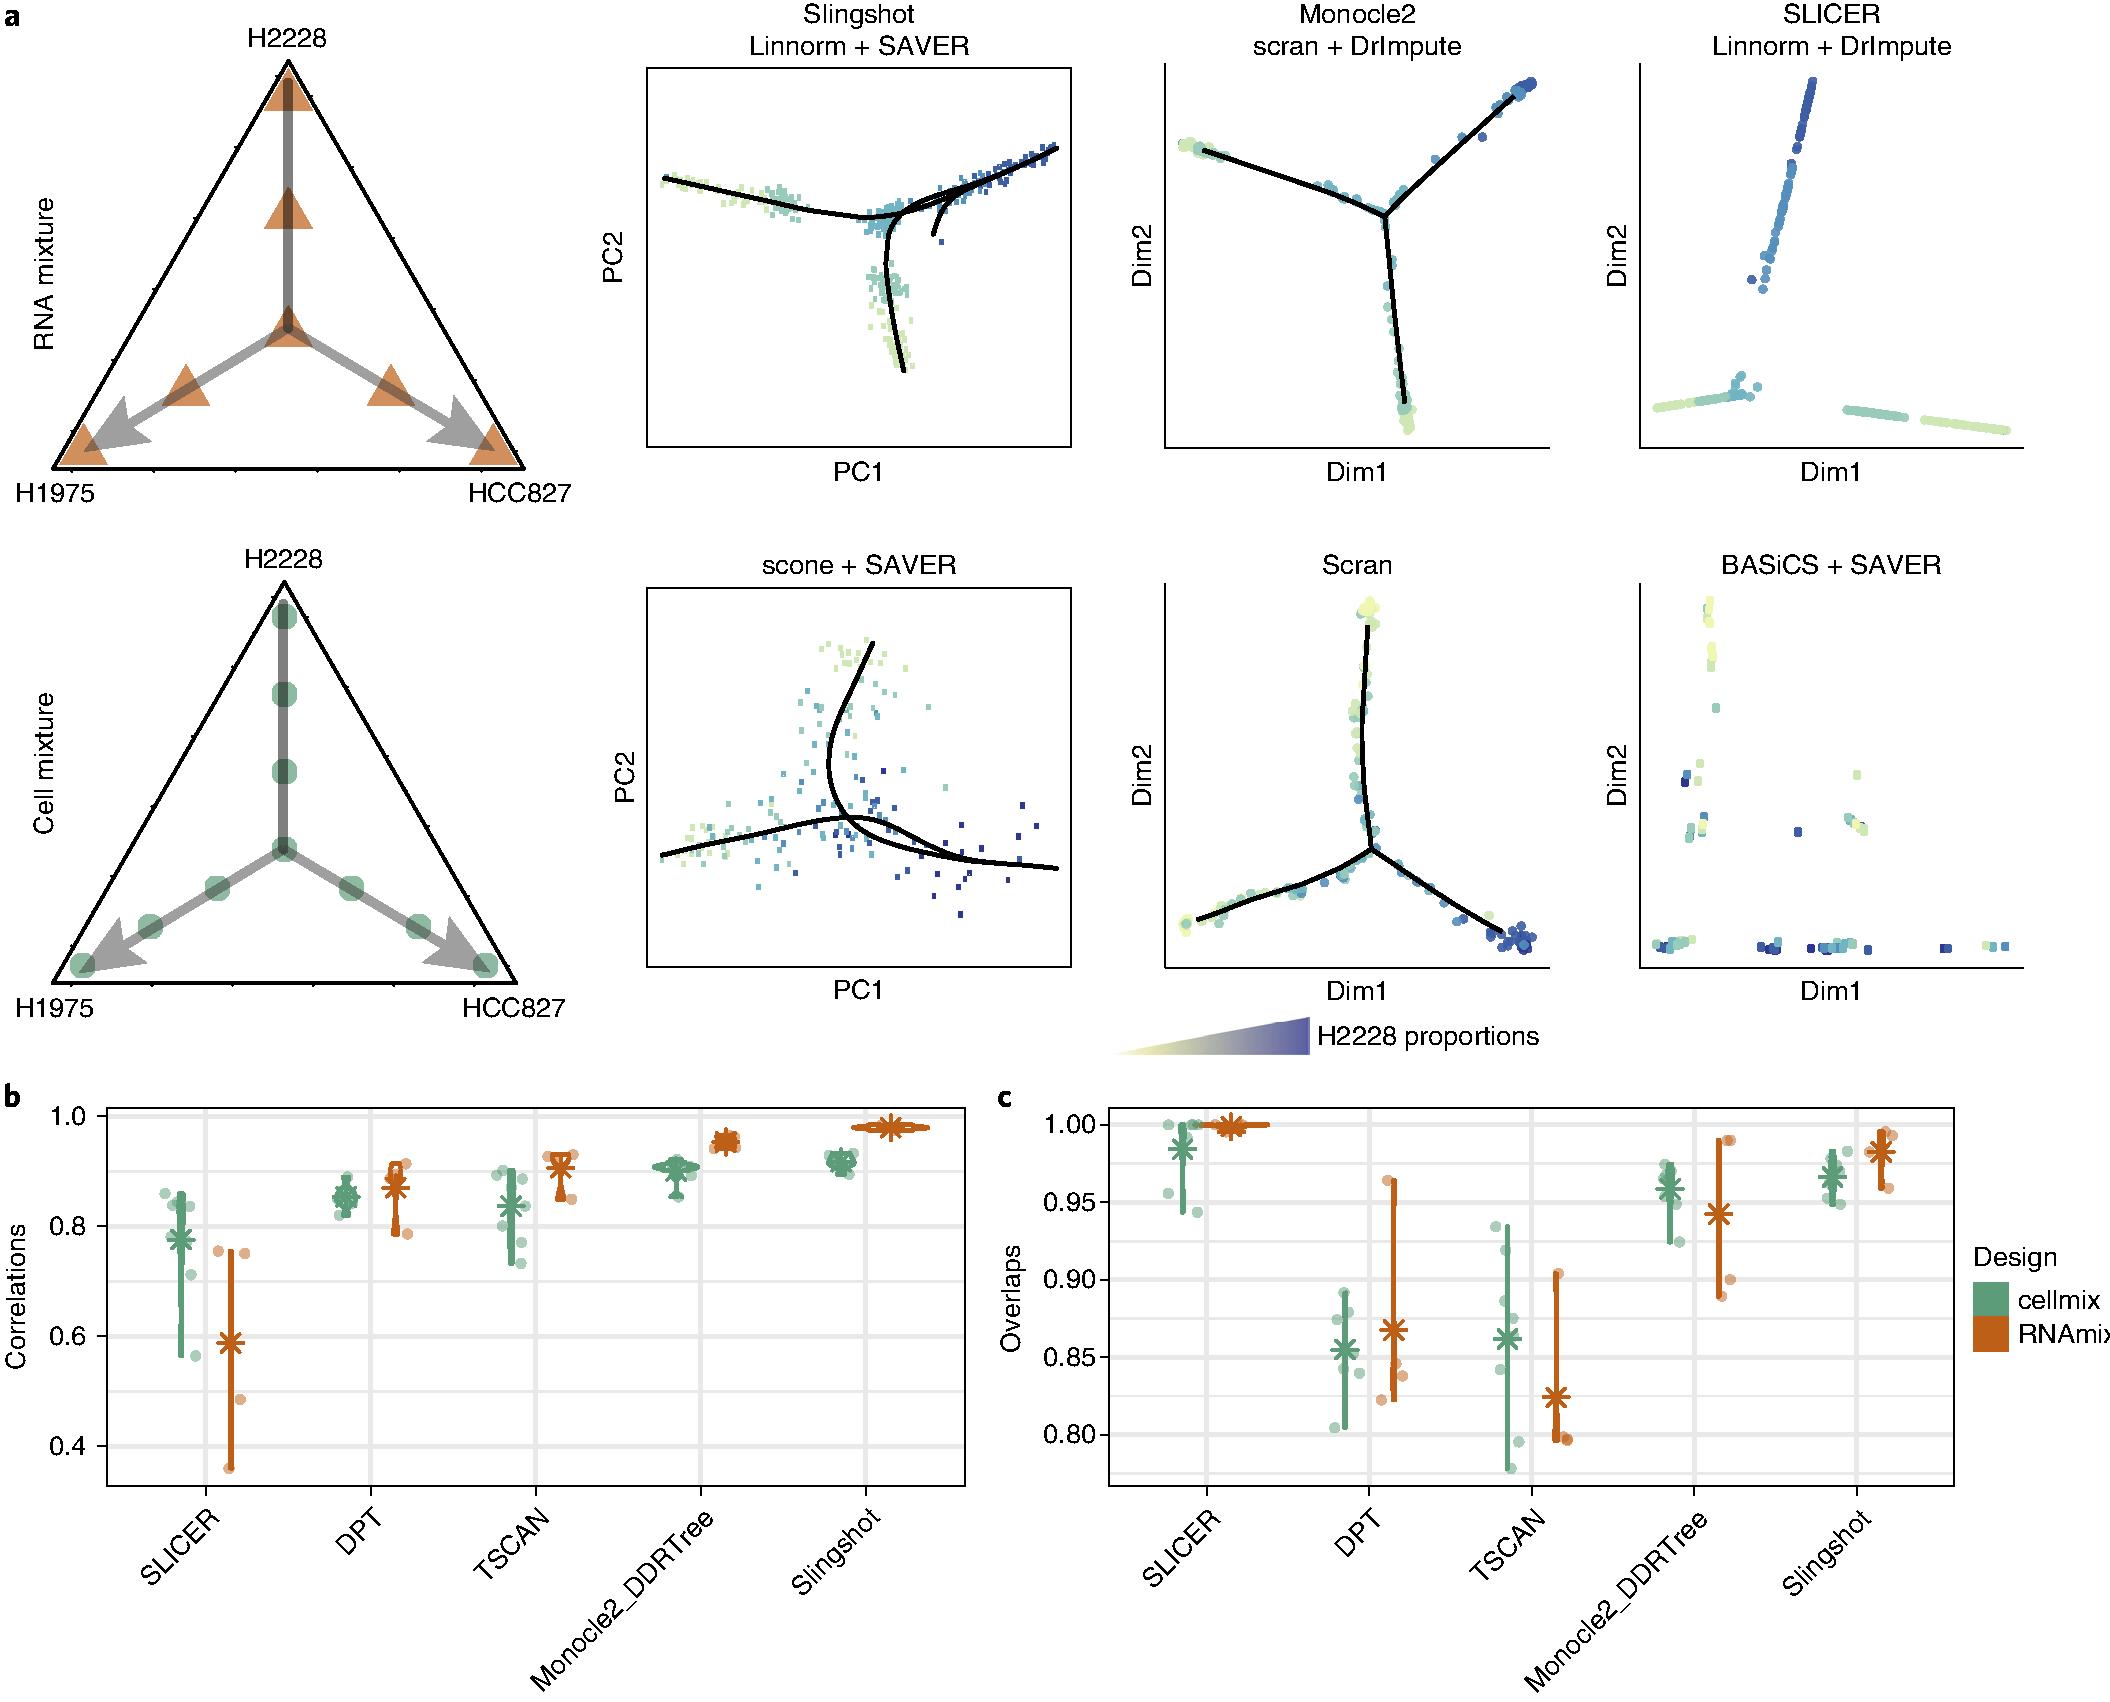 a
H2228
RNA mixture
H1975
HCC827
Slingshot
Linnorm + SAVER
PC2
PC1
Monocle2
scran + DrImpute
Dim2
Dim1
SLICER
Linnorm + DrImpute
Dim2
Dim1
H2228
Cell mixture
H1975
HCC827
scone + SAVER
PC2
PC1
Scran
Dim2
Dim1
BASiCS + SAVER
Dim2
Dim1
H2228 proportions
b
Correlations
1.0
0.8
0.6
0.4
SLICER
DPT
TSCAN
Monocle2_DDRTree
Slingshot
c
Overlaps
1.00
0.95
0.90
0.85
0.80
SLICER
DPT
TSCAN
Monocle2_DDRTree
Slingshot
Design
cellmix
RNAmix